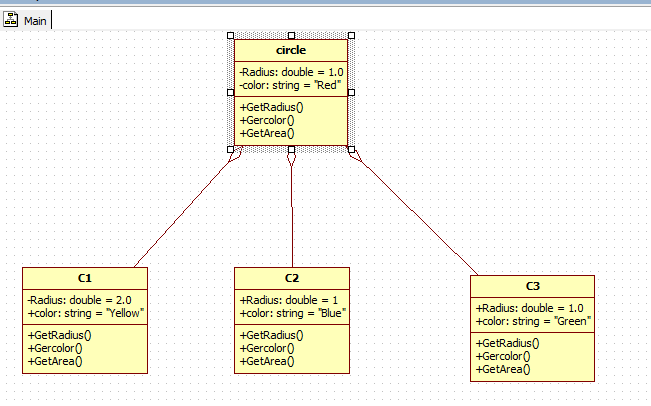 Main
circle
-Radius: double = 1.0
-color: string = "Red"
+GetRadius()
+Gercolor()
+GetArea()
C1
-Radius: double = 2.0
+color: string = "Yellow"
+GetRadius()
+Gercolor()
+GetArea()
C2
+Radius: double = 1
+color: string = "Blue"
+GetRadius()
+Gercolor()
+GetArea()
C3
+Radius: double = 1.0
+color: string = "Green"
+GetRadius()
+Gercolor()
+GetArea()